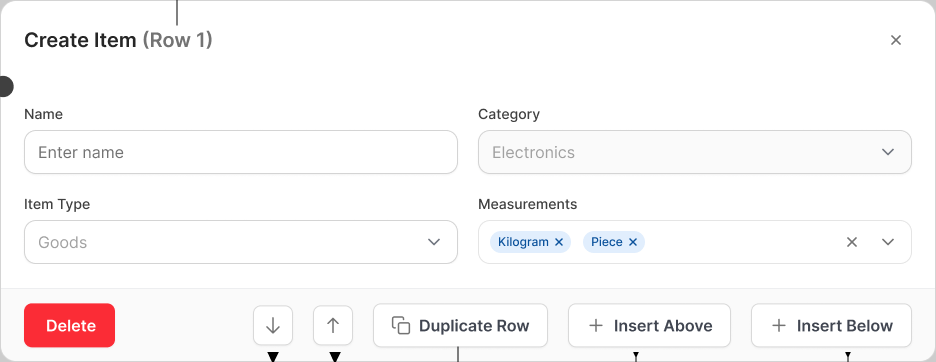 Create Item (Row 1)
Name
Category
Enter name
Electronics
Item Type
Measurements
Goods
Kilogram
Piece
Delete
Duplicate Row
Insert Above
Insert Below